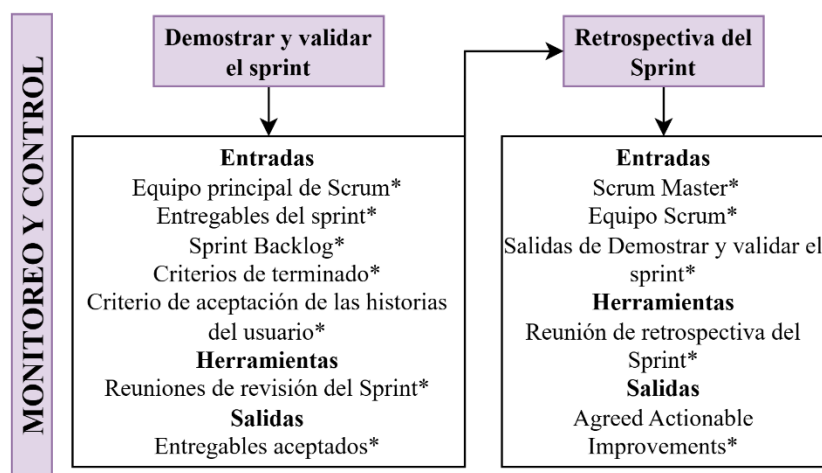 MONITOREO Y CONTROL
Demostrar y validar
el sprint
Entradas
Equipo principal de Scrum*
Entregables del sprint*
Sprint Backlog*
Criterios de terminado*
Criterio de aceptación de las historias
del usuario*
Herramientas
Reuniones de revisión del Sprint*
Salidas
Entregables aceptados*
Retrospectiva del
Sprint
Entradas
Scrum Master*
Equipo Scrum*
Salidas de Demostrar y validar el
sprint*
Herramientas
Reunión de retrospectiva del
Sprint*
Salidas
Agreed Actionable
Improvements*